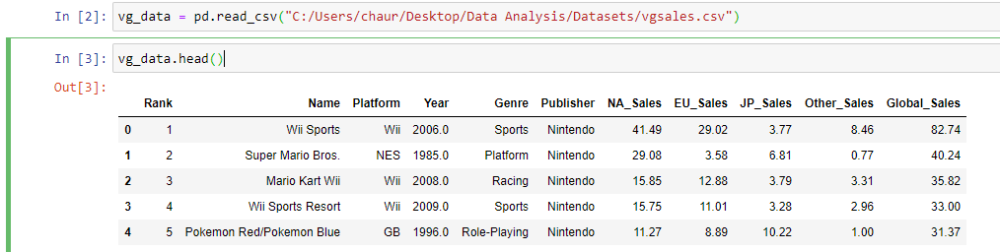 In [2]: vg_data = pd.read_csv("C:/Users/chaur/Desktop/Data Analysis/Datasets/vgsales.csv")
In [3]: vg_data.head()
Out[3]:
Rank Name Platform Year Genre Publisher NA_Sales EU_Sales JP_Sales Other_Sales Global_Sales
0 1 Wii Sports Wii 2006.0 Sports Nintendo 41.49 29.02 3.77 8.46 82.74
1 2 Super Mario Bros. NES 1985.0 Platform Nintendo 29.08 3.58 6.81 0.77 40.24
2 3 Mario Kart Wii Wii 2008.0 Racing Nintendo 15.85 12.88 3.79 3.31 35.82
3 4 Wii Sports Resort Wii 2009.0 Sports Nintendo 15.75 11.01 3.28 2.96 33.00
4 5 Pokemon Red/Pokemon Blue GB 1996.0 Role-Playing Nintendo 11.27 8.89 10.22 1.00 31.37